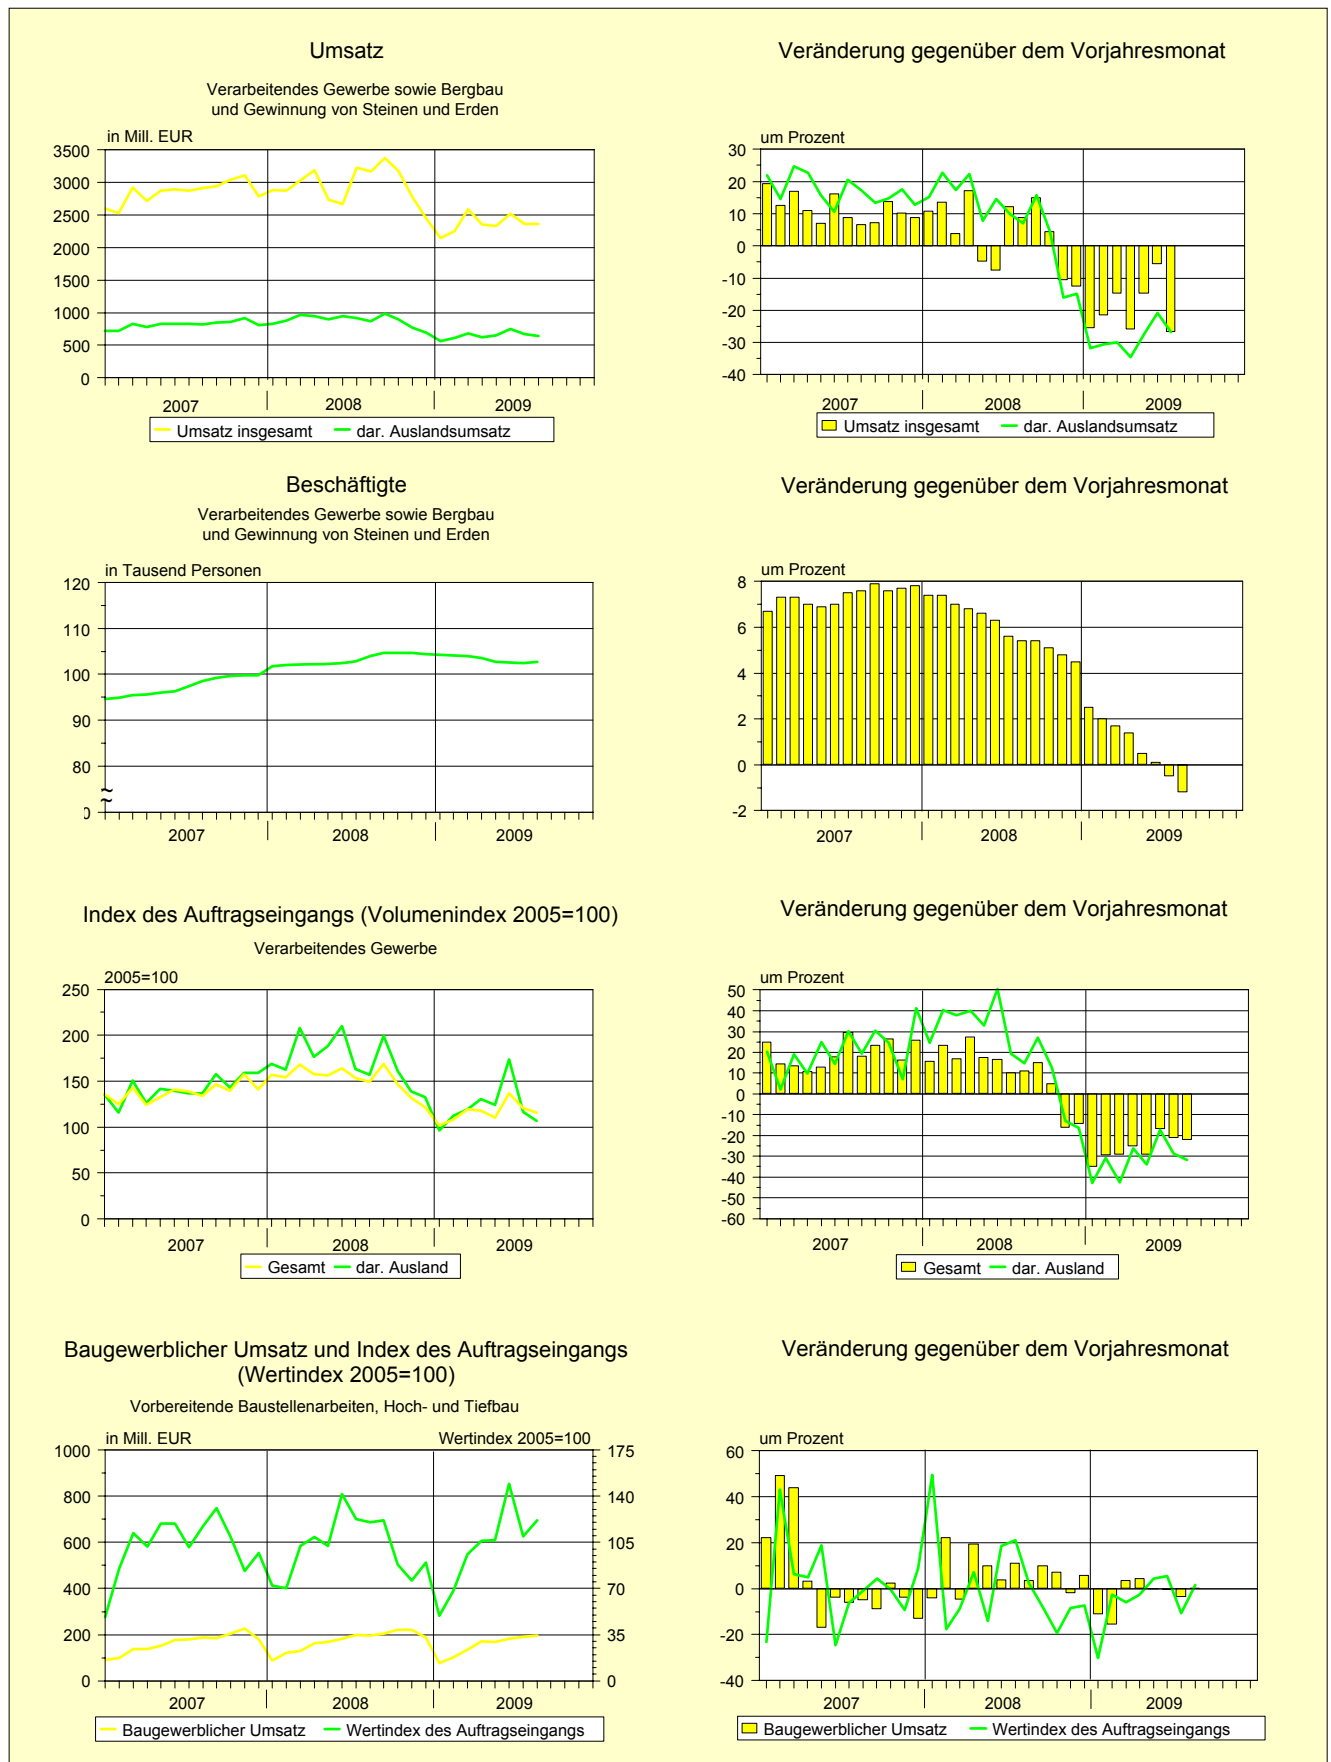 Umsatz
Verarbeitendes Gewerbe sowie Bergbau
und Gewinnung von Steinen und Erden
in Mill. EUR
3500
3000
2500
2000
1500
1000
500
0
2007 2008 2009
Umsatz insgesamt dar. Auslandsumsatz
Veränderung gegenüber dem Vorjahresmonat
um Prozent
30
20
10
0
-10
-20
-30
-40
2007 2008 2009
Umsatz insgesamt dar. Auslandsumsatz
Beschäftigte
Verarbeitendes Gewerbe sowie Bergbau
und Gewinnung von Steinen und Erden
in Tausend Personen
120
110
100
90
80
0
2007 2008 2009
Veränderung gegenüber dem Vorjahresmonat
um Prozent
8
6
4
2
0
-2
2007 2008 2009
Index des Auftragseingangs (Volumenindex 2005=100)
Verarbeitendes Gewerbe
2005=100
250
200
150
100
50
0
2007 2008 2009
Gesamt dar. Ausland
Veränderung gegenüber dem Vorjahresmonat
um Prozent
50
40
30
20
10
0
-10
-20
-30
-40
-50
-60
2007 2008 2009
Gesamt dar. Ausland
Baugewerblicher Umsatz und Index des Auftragseingangs
(Wertindex 2005=100)
Vorbereitende Baustellenarbeiten, Hoch- und Tiefbau
in Mill. EUR Wertindex 2005=100
1000 175
800 140
600 105
400 70
200 35
0 0
2007 2008 2009
Baugewerblicher Umsatz Wertindex des Auftragseingangs
Veränderung gegenüber dem Vorjahresmonat
um Prozent
60
40
20
0
-20
-40
2007 2008 2009
Baugewerblicher Umsatz Wertindex des Auftragseingangs